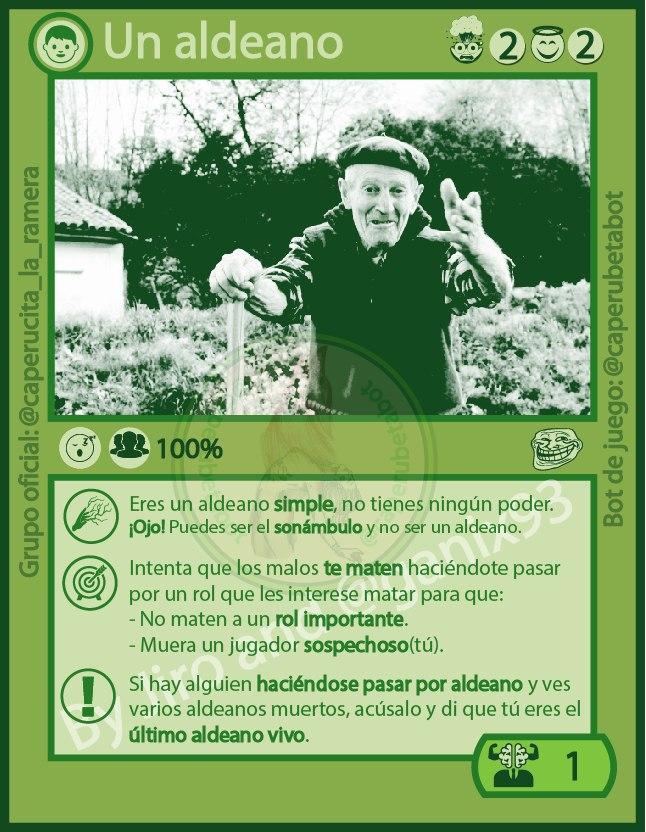 Un aldeano
2
2
Grupo oficial: @caperucita_la_ramera
Bot de juego: @caperubetabot
100%
Eres un aldeano simple, no tienes ningún poder.
¡Ojo! Puedes ser el sonámbulo y no ser un aldeano.
Intenta que los malos te maten haciéndote pasar
por un rol que les interese matar para que:
- No maten a un rol importante.
- Muera un jugador sospechoso(tú).
Si hay alguien haciéndose pasar por aldeano y ves
varios aldeanos muertos, acúsalo y di que tú eres el
último aldeano vivo.
1